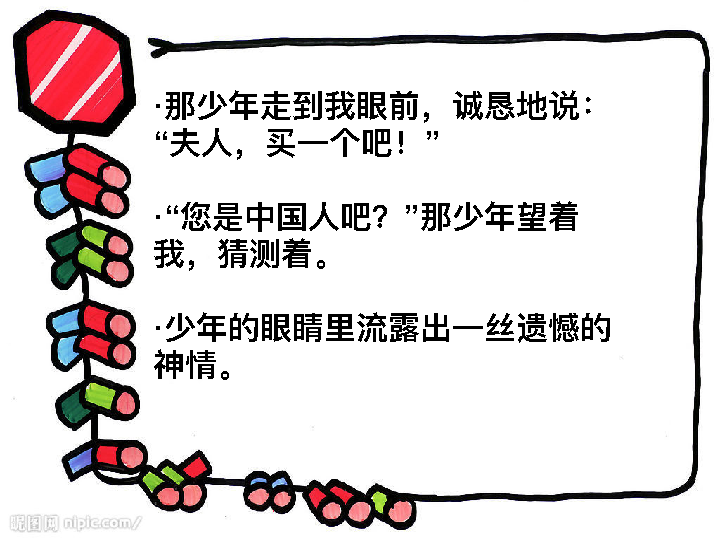 ·那少年走到我眼前，诚恳地说：
“夫人，买一个吧！”
·“您是中国人吧？”那少年望着
我，猜测着。
·少年的眼睛里流露出一丝遗憾的
神情。
昵图网 nipic.com/